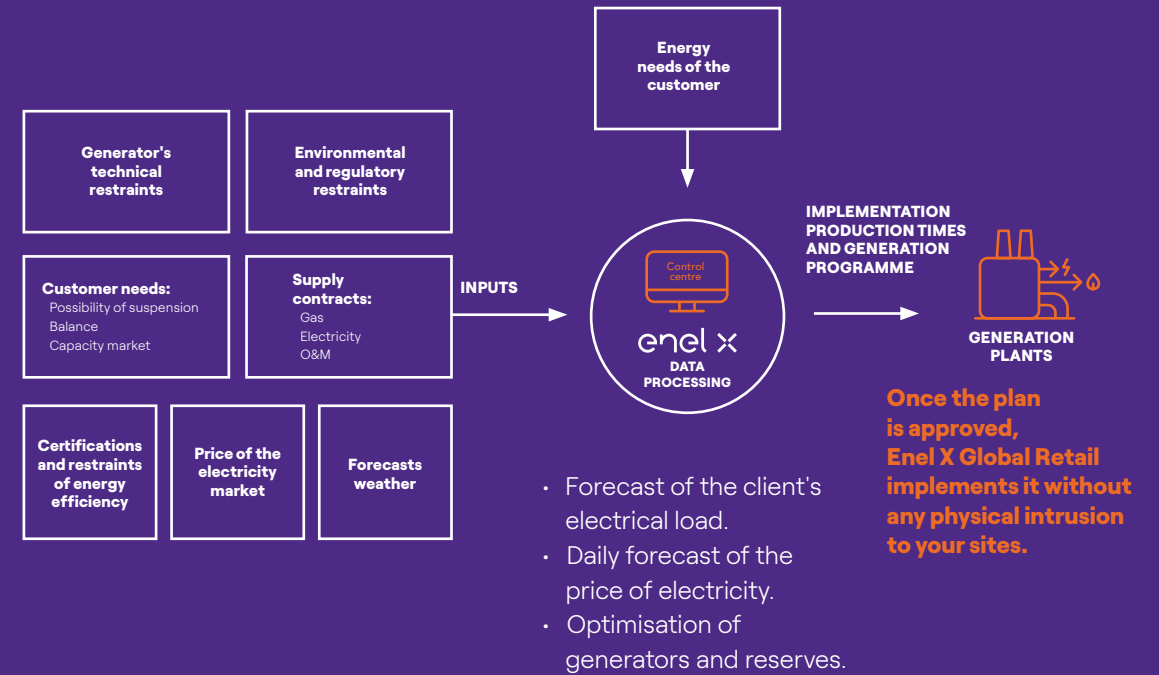 Energy
needs of the
customer
Generator's
technical
restraints
Environmental
and regulatory
restraints
Customer needs:
Possibility of suspension
Balance
Capacity market
Supply
contracts:
Gas
Electricity
O&M
Certifications
and restraints
of energy
efficiency
Price of the
electricity
market
Forecasts
weather
INPUTS
Control
centre
enel x
DATA
PROCESSING
• Forecast of the client's
electrical load.
• Daily forecast of the
price of electricity.
• Optimisation of
generators and reserves.
IMPLEMENTATION
PRODUCTION TIMES
AND GENERATION
PROGRAMME
GENERATION
PLANTS
Once the plan
is approved,
Enel X Global Retail
implements it without
any physical intrusion
to your sites.